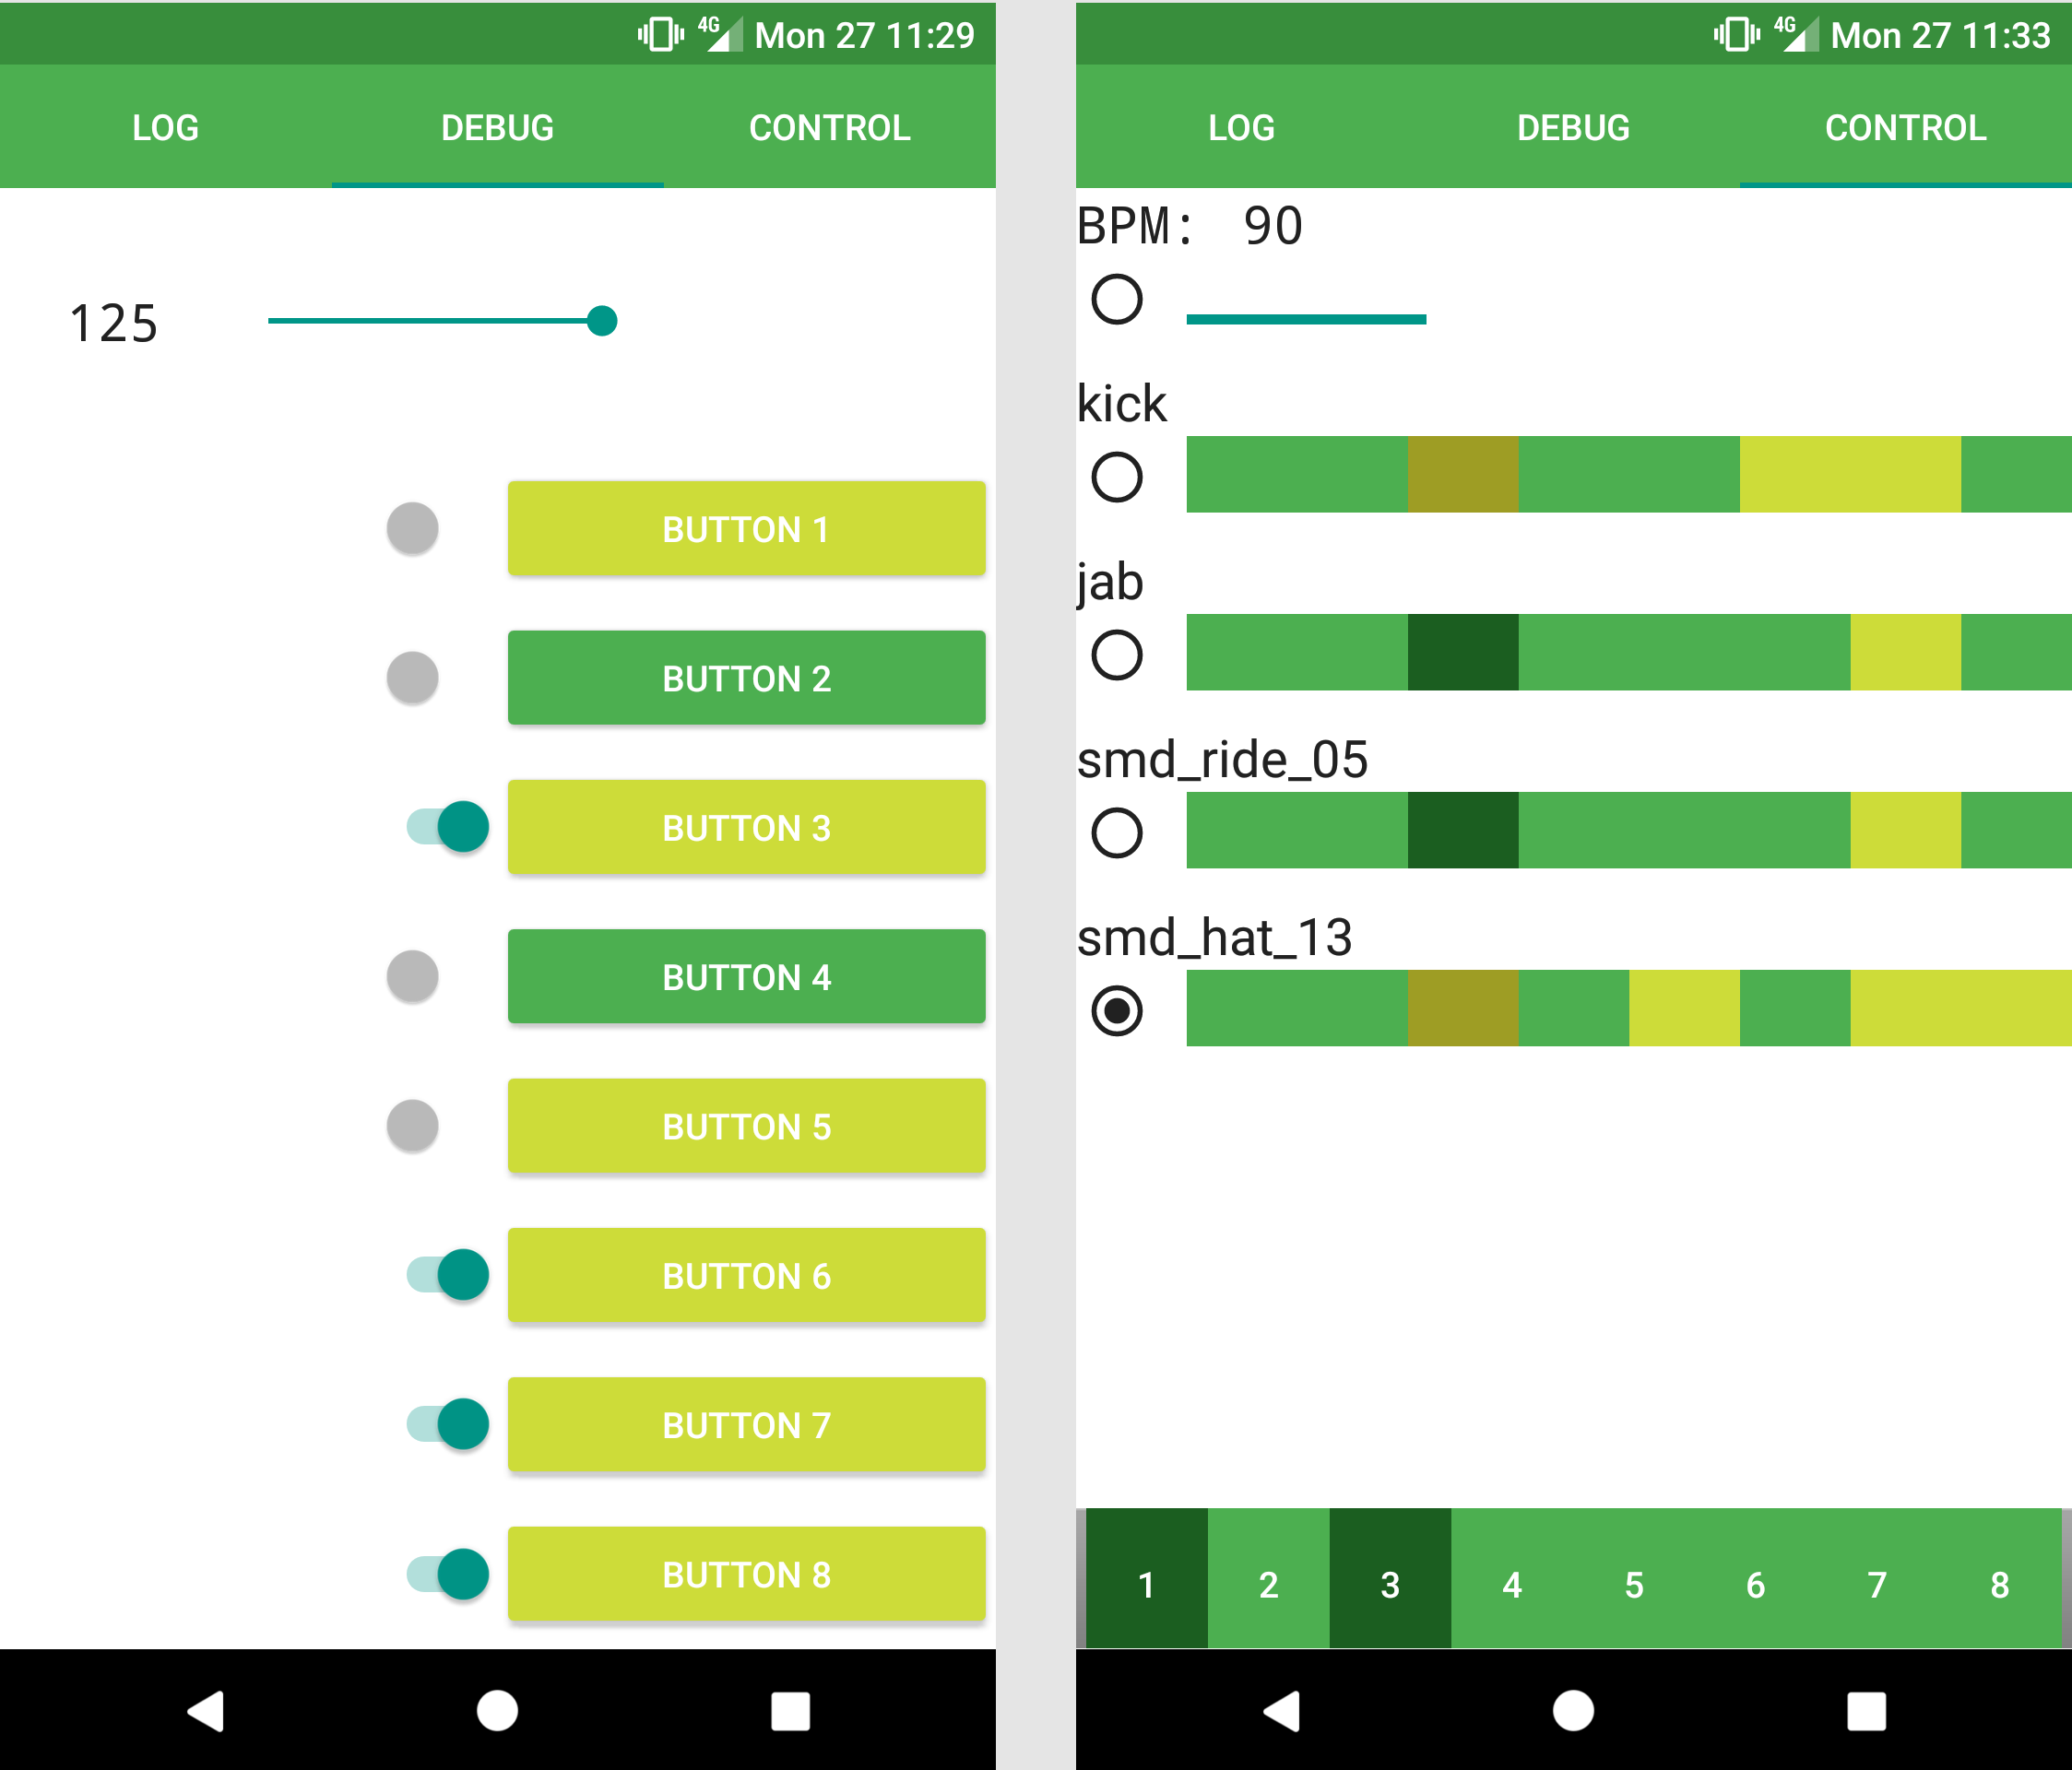 4G Mon 27 11:29
LOG DEBUG CONTROL
125
BUTTON 1
BUTTON 2
BUTTON 3
BUTTON 4
BUTTON 5
BUTTON 6
BUTTON 7
BUTTON 8
4G Mon 27 11:33
LOG DEBUG CONTROL
BPM: 90
kick
jab
smd_ride_05
smd_hat_13
1 2 3 4 5 6 7 8